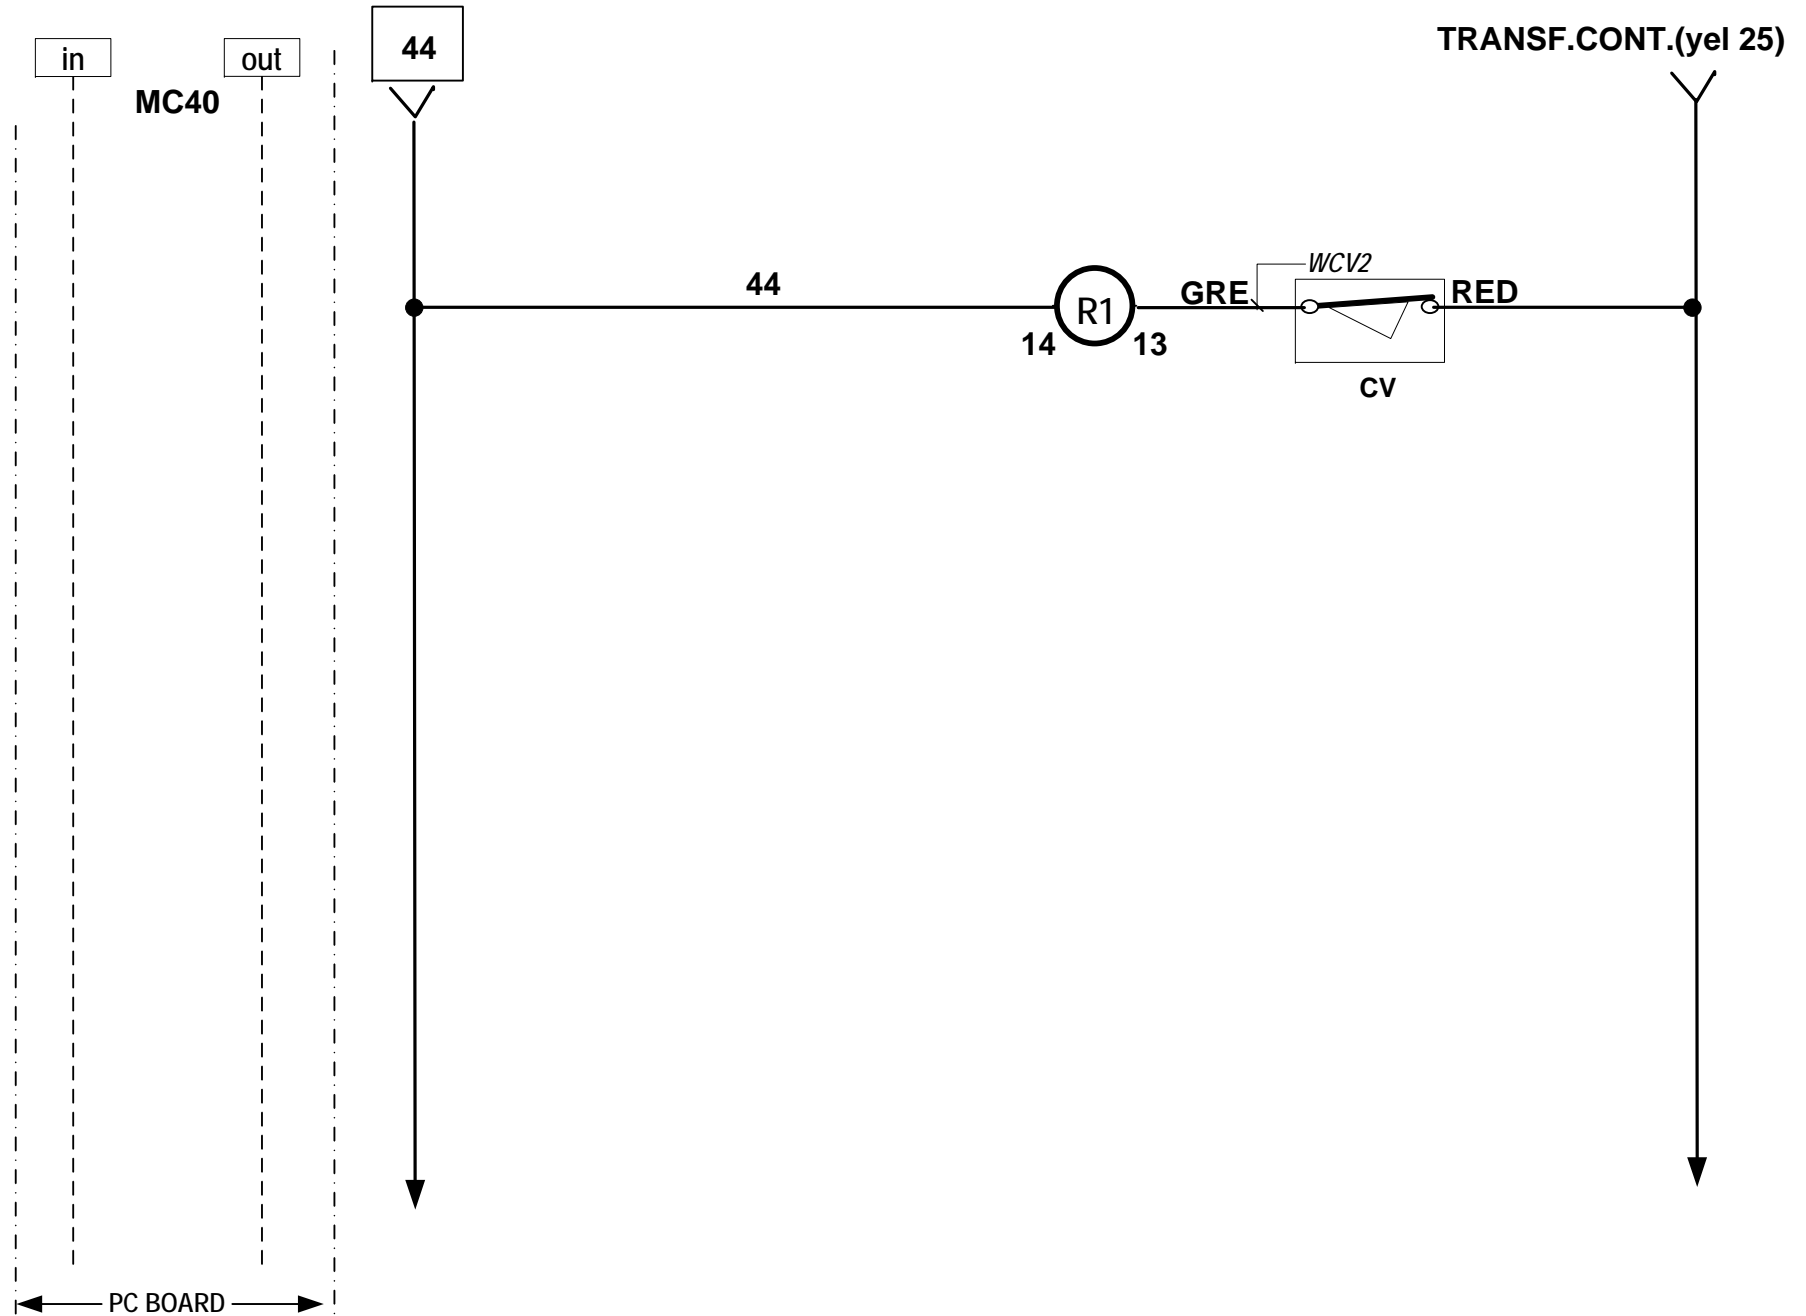 in
out
44
TRANSF.CONT.(yel 25)
MC40
WCV2
44
GRE
RED
R1
14
13
CV
PC BOARD